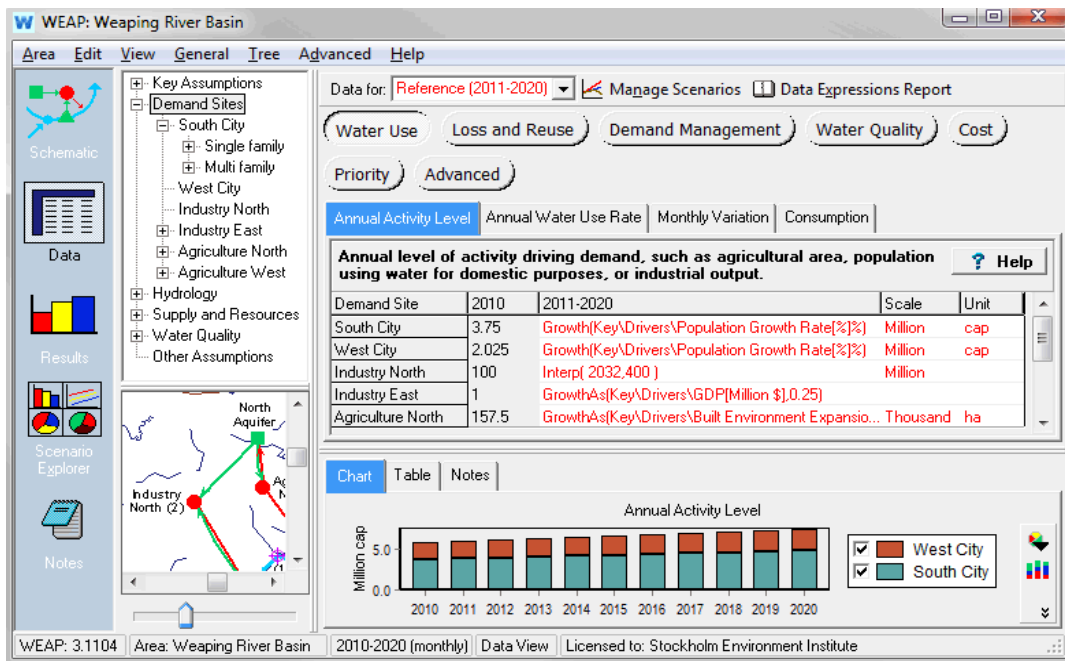 WEAP: Weaping River Basin
Area Edit View General Tree Advanced Help
Schematic
Data
Results
Scenario
Explorer
Notes
Key Assumptions
Demand Sites
South City
Single family
Multi family
West City
Industry North
Industry East
Agriculture North
Agriculture West
Hydrology
Supply and Resources
Water Quality
Other Assumptions
North
Aquifer
Industry
North (2)
Data for: Reference (2011-2020) Manage Scenarios Data Expressions Report
Water Use Loss and Reuse Demand Management Water Quality Cost
Priority Advanced
Annual Activity Level Annual Water Use Rate Monthly Variation Consumption
Annual level of activity driving demand, such as agricultural area, population
using water for domestic purposes, or industrial output.
? Help
Demand Site 2010 2011-2020 Scale Unit
South City 3.75 Growth(Key\Drivers\Population Growth Rate[%]%) Million cap
West City 2.025 Growth(Key\Drivers\Population Growth Rate[%]%) Million cap
Industry North 100 Interp( 2032,400 ) Million
Industry East 1 GrowthAs(Key\Drivers\GDP[Million $],0.25)
Agriculture North 157.5 GrowthAs(Key\Drivers\Built Environment Expansio... Thousand ha
Chart Table Notes
Annual Activity Level
Million cap
5.0
0.0
2010 2011 2012 2013 2014 2015 2016 2017 2018 2019 2020
West City
South City
WEAP: 3.1104 Area: Weaping River Basin 2010-2020 (monthly) Data View Licensed to: Stockholm Environment Institute